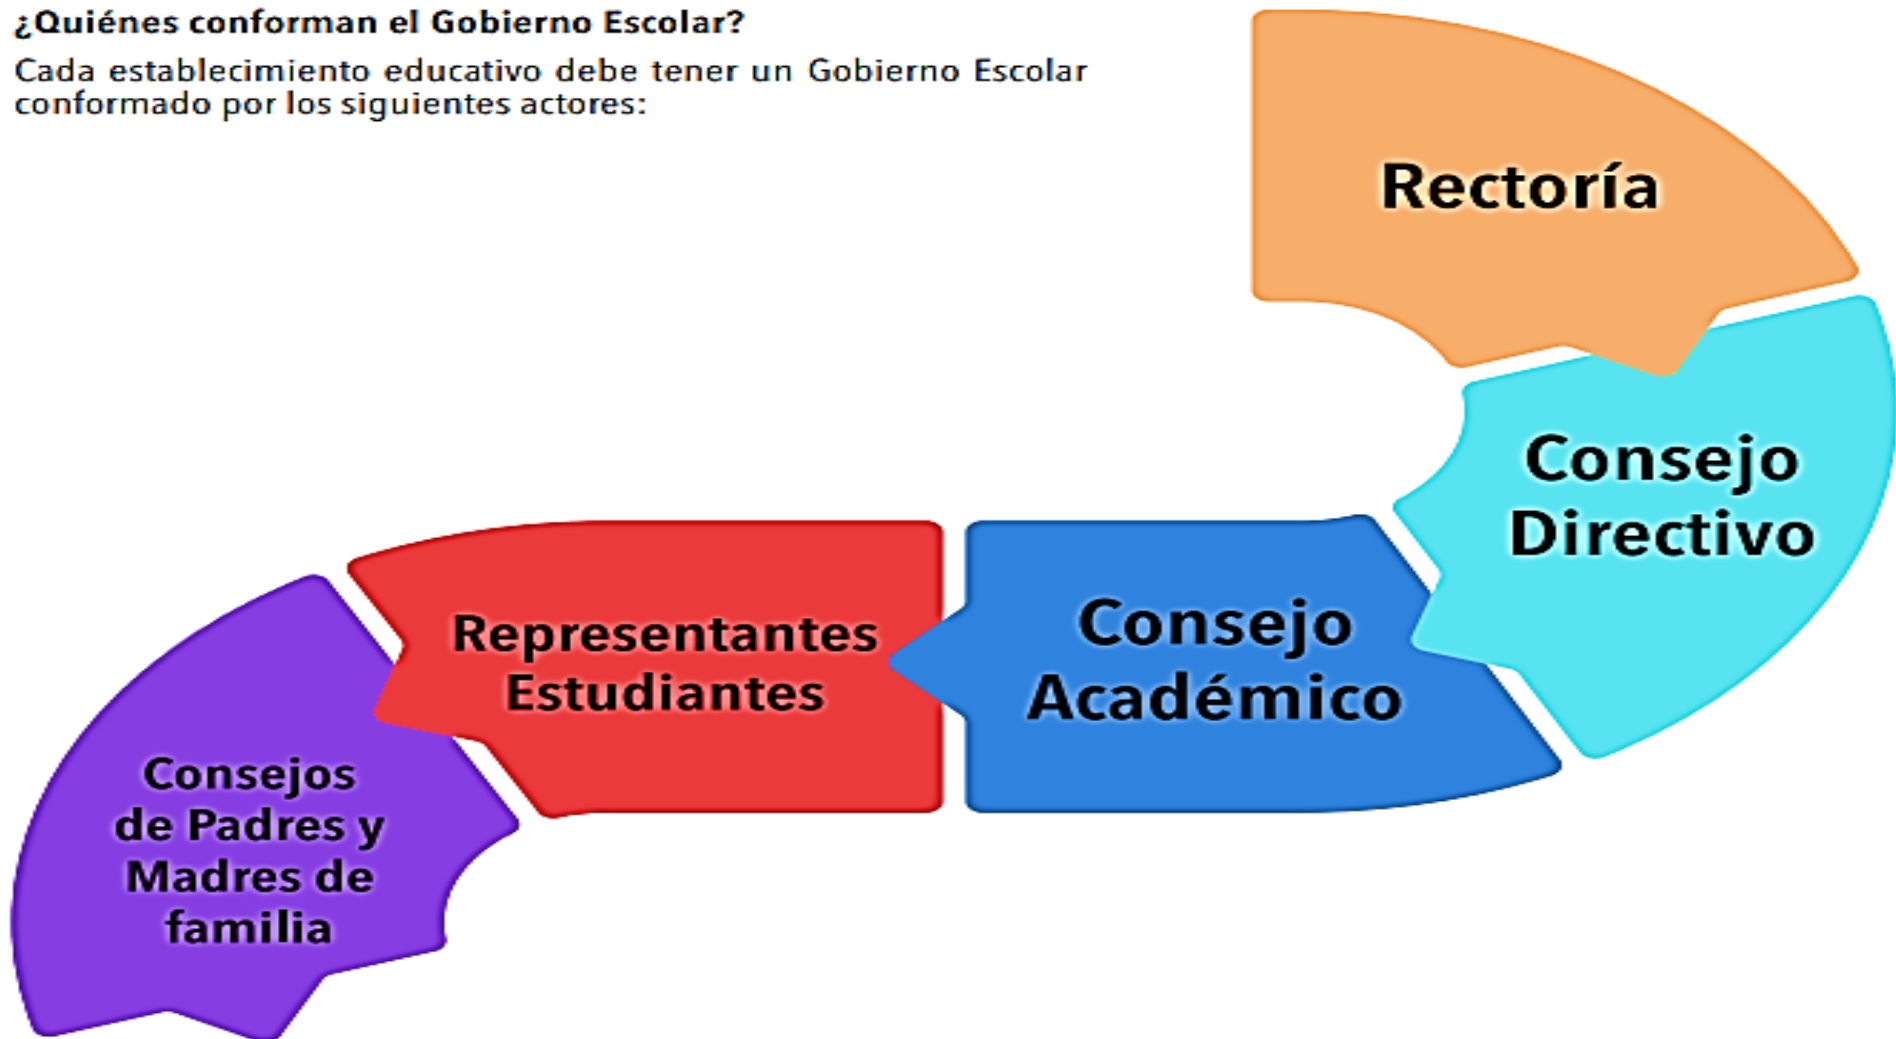 ¿Quiénes conforman el Gobierno Escolar?
Cada establecimiento educativo debe tener un Gobierno Escolar
conformado por los siguientes actores:
Rectoría
Consejo
Directivo
Consejo
Académico
Representantes
Estudiantes
Consejos
de Padres y
Madres de
familia